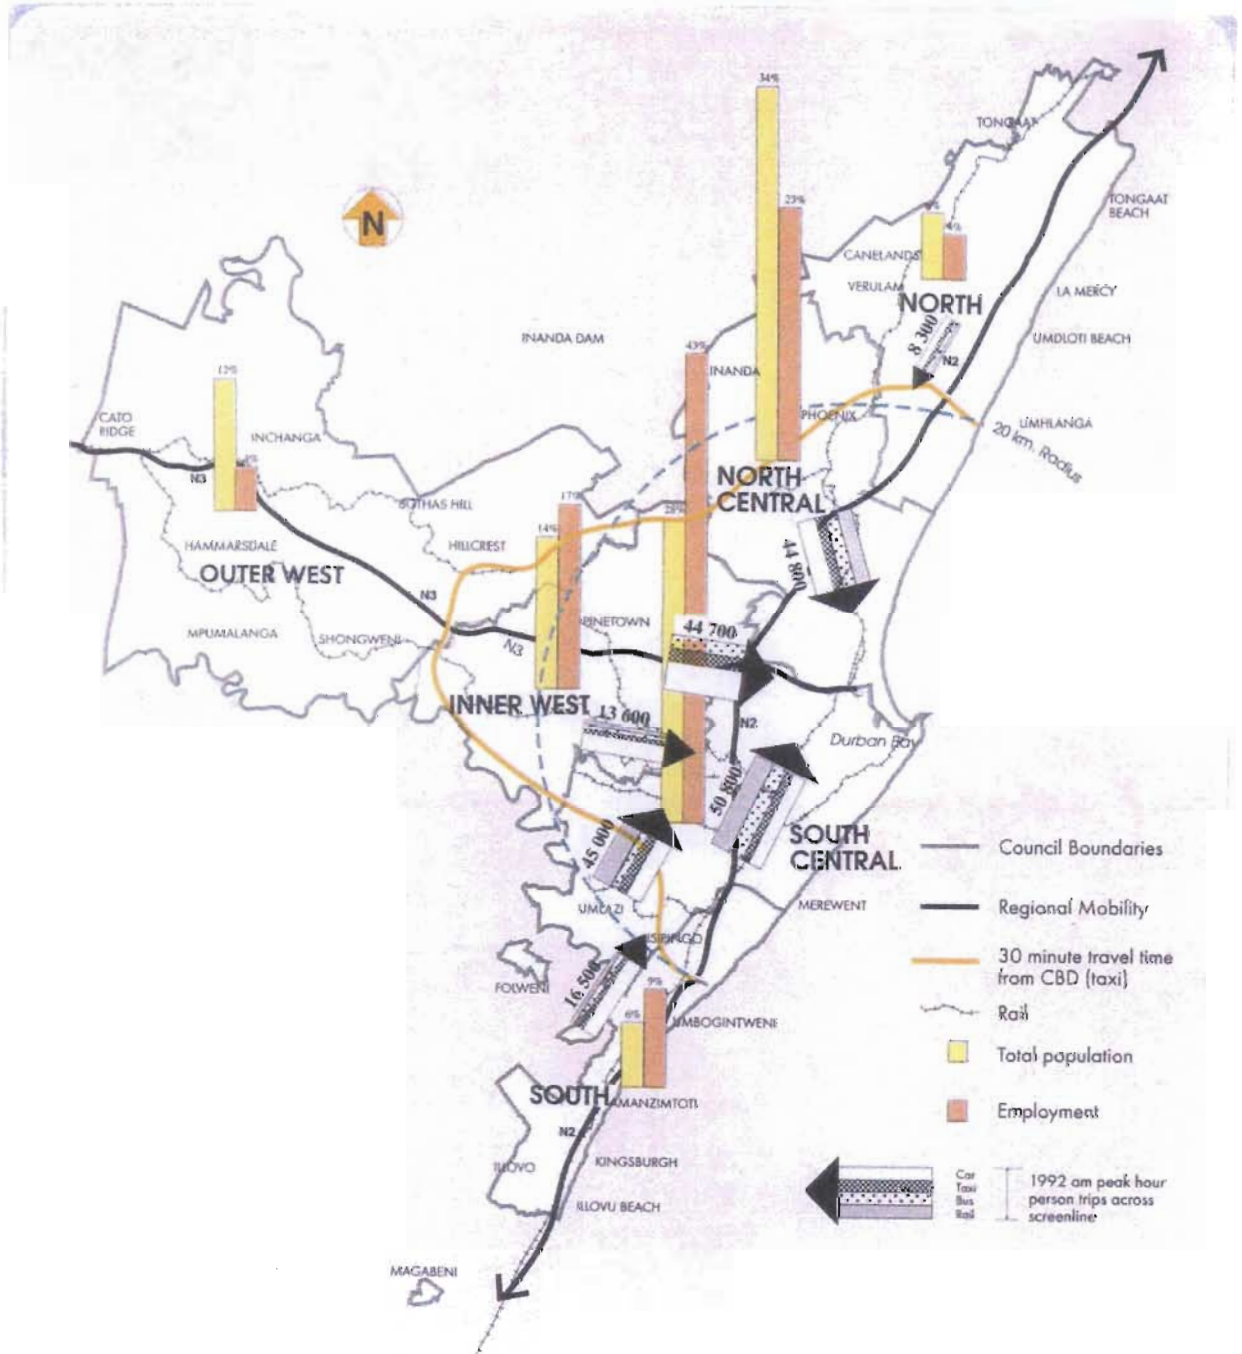 34%
TONGAAT
23%
TONGAAT
BEACH
N
4%
CANELANDS
VERULAM
NORTH
LA MERCY
INANDA DAM
8 300
N2
UMDLOTI BEACH
43%
INANDA
12%
PHOENIX
UMHLANGA
CATO
RIDGE
INCHANGA
20 km. Radius
N3
NORTH
CENTRAL
BOTHAS HILL
17%
28%
14%
HAMMARSDALE
HILLCREST
44 800
OUTER WEST
N3
MPUMALANGA
SHONGWENI
PINETOWN
44 700
N3
INNER WEST
13 600
N2
Durban Bay
50 800
SOUTH
CENTRAL
45 000
Council Boundaries
UMLAZI
MEREWENT
Regional Mobility
ISIPINGO
30 minute travel time
from CBD (taxi)
FOLWENI
16 500
9%
6%
UMBOGINTWENI
Rail
Total population
SOUTH
AMANZIMTOTI
Employment
N2
ILLOVO
KINGSBURGH
Car
Taxi
Bus
Rail
1992 am peak hour
person trips across
screenline
ILLOVU BEACH
MAGABENI